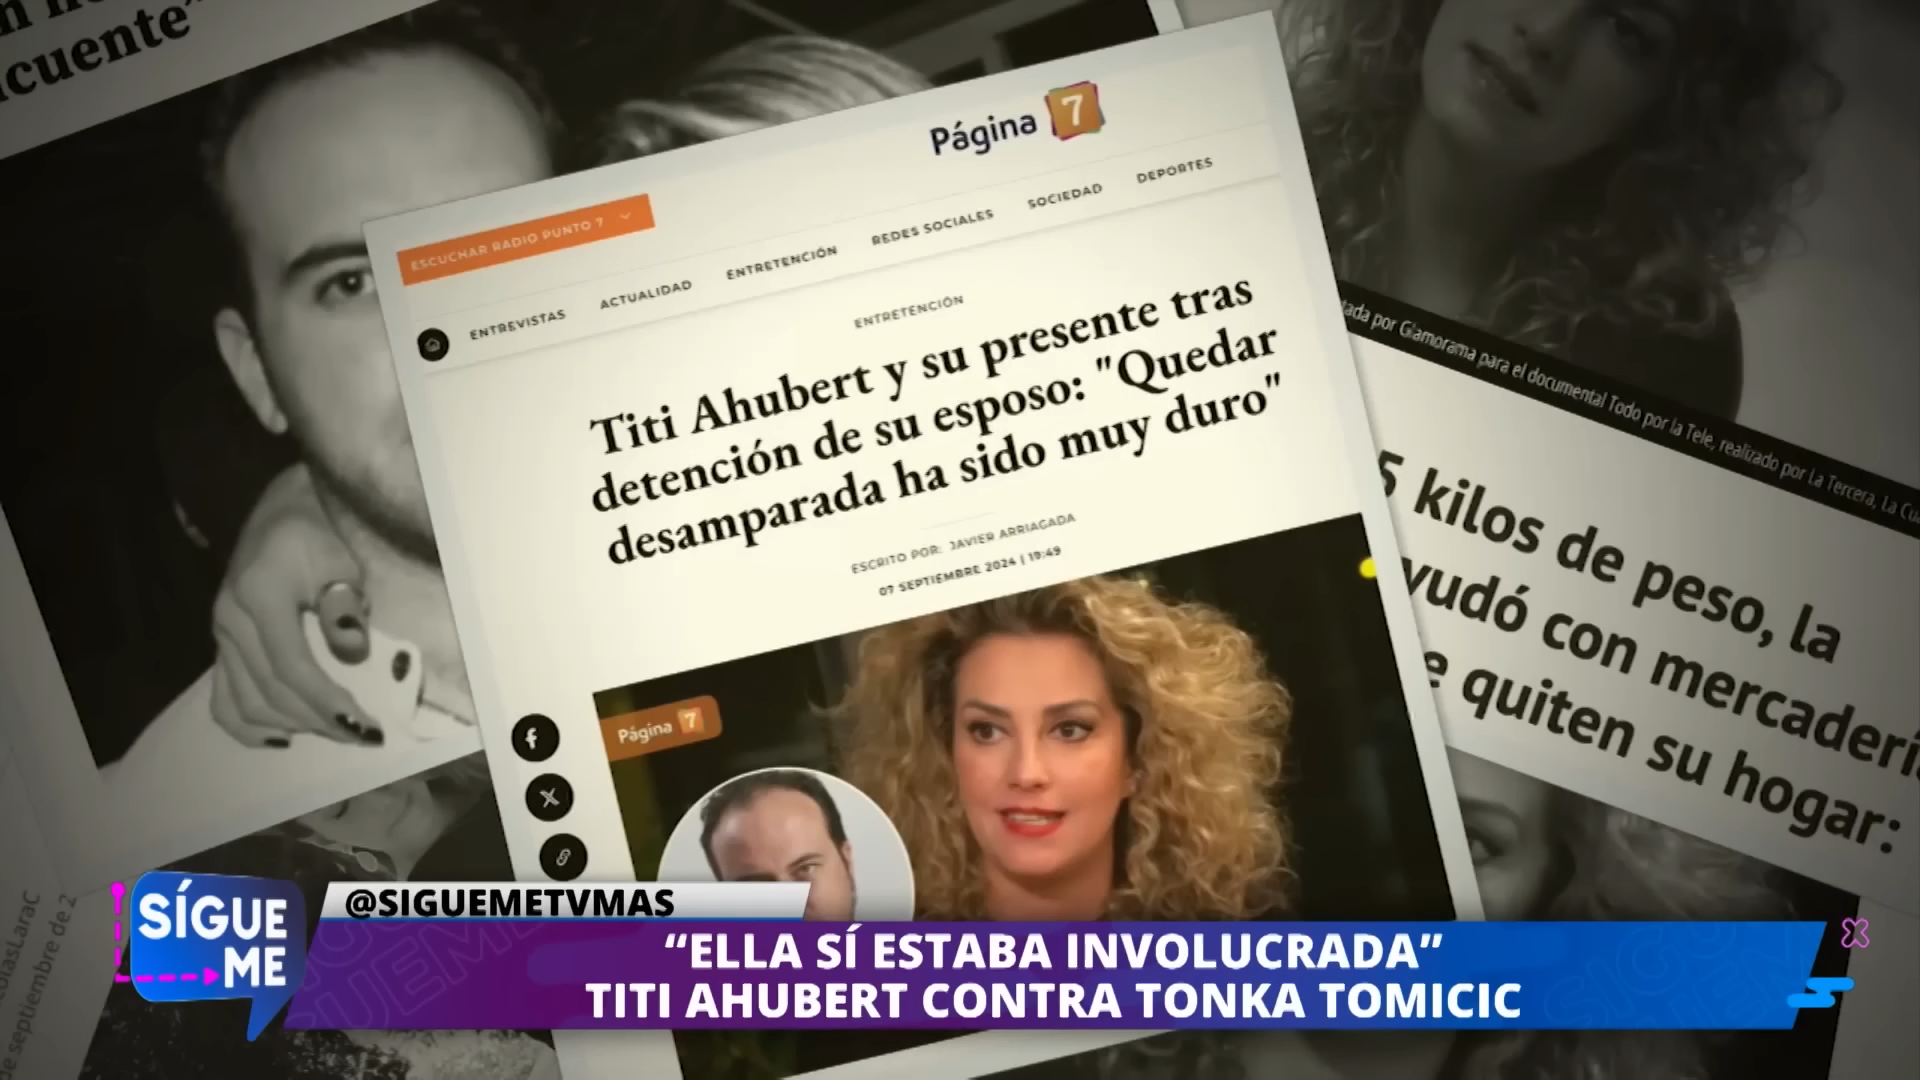 cuente"
Página 7
ESCUCHAR RADIO PUNTO 7
ENTREVISTAS
ACTUALIDAD
ENTRETENCIÓN
REDES SOCIALES
SOCIEDAD
DEPORTES
ENTRETENCIÓN
Titi Ahubert y su presente tras
detención de su esposo: "Quedar
desamparada ha sido muy duro"
ESCRITO POR: JAVIER ARRIAGADA
07 SEPTIEMBRE 2024 | 19:49
Página 7
tada por Glamorama para el documental Todo por la Tele, realizado por La Tercera, La Cu
5 kilos de peso, la
yudó con mercaderí
e quiten su hogar:
olasLaraC
de septiembre de 2
SÍGUE
ME
@SIGUEMETVMAS
“ELLA SÍ ESTABA INVOLUCRADA”
TITI AHUBERT CONTRA TONKA TOMICIC